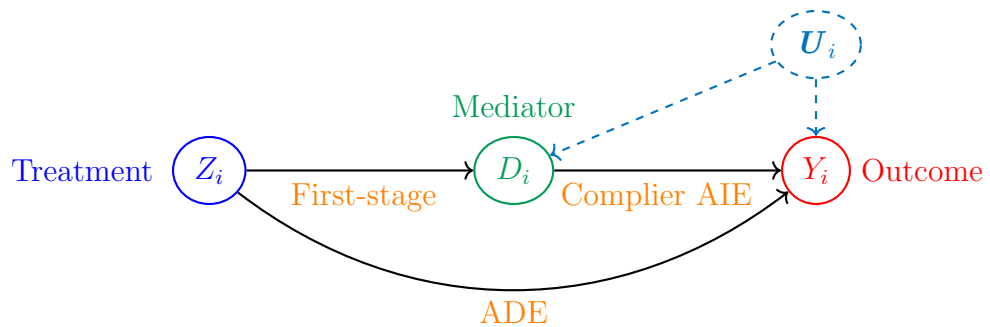 U_i
Mediator
Treatment
Z_i
D_i
Y_i
Outcome
First-stage
Complier AIE
ADE